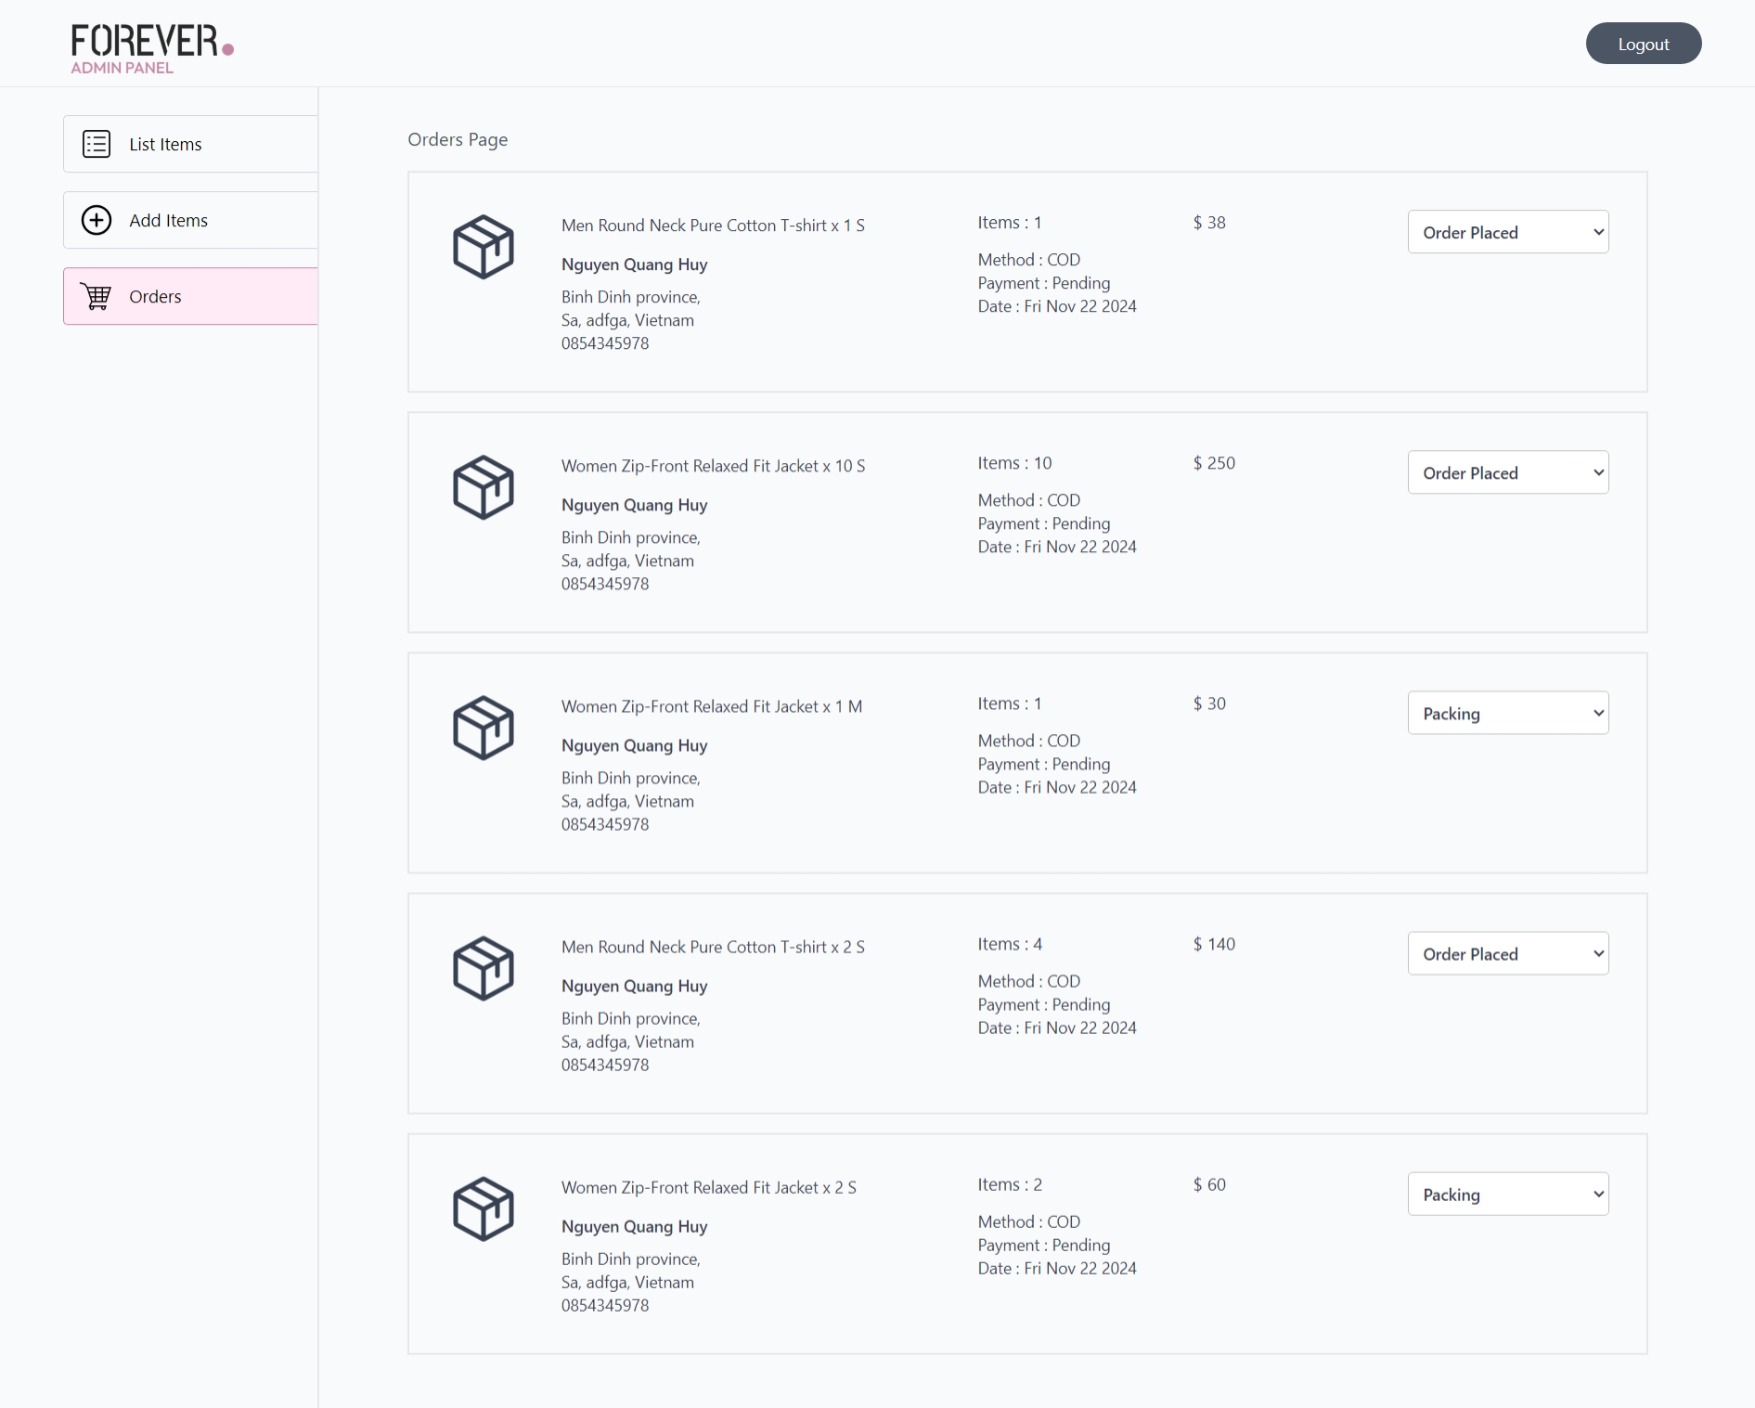 FOREVER.
ADMIN PANEL
Logout
List Items
Add Items
Orders
Orders Page
Men Round Neck Pure Cotton T-shirt x 1 S
Nguyen Quang Huy
Binh Dinh province,
Sa, adfga, Vietnam
0854345978
Items : 1
Method : COD
Payment : Pending
Date : Fri Nov 22 2024
$ 38
Order Placed
Women Zip-Front Relaxed Fit Jacket x 10 S
Nguyen Quang Huy
Binh Dinh province,
Sa, adfga, Vietnam
0854345978
Items : 10
Method : COD
Payment : Pending
Date : Fri Nov 22 2024
$ 250
Order Placed
Women Zip-Front Relaxed Fit Jacket x 1 M
Nguyen Quang Huy
Binh Dinh province,
Sa, adfga, Vietnam
0854345978
Items : 1
Method : COD
Payment : Pending
Date : Fri Nov 22 2024
$ 30
Packing
Men Round Neck Pure Cotton T-shirt x 2 S
Nguyen Quang Huy
Binh Dinh province,
Sa, adfga, Vietnam
0854345978
Items : 4
Method : COD
Payment : Pending
Date : Fri Nov 22 2024
$ 140
Order Placed
Women Zip-Front Relaxed Fit Jacket x 2 S
Nguyen Quang Huy
Binh Dinh province,
Sa, adfga, Vietnam
0854345978
Items : 2
Method : COD
Payment : Pending
Date : Fri Nov 22 2024
$ 60
Packing